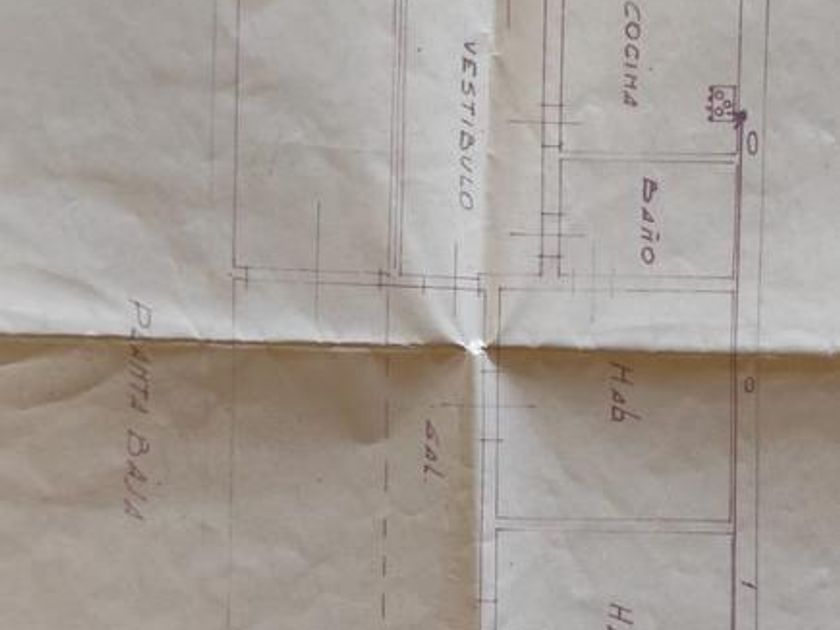 COCINA
VESTIBULO
BAÑO
Hab
SAL.
H
PLANTA BAJA